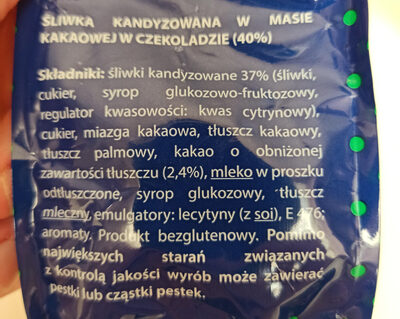 ŚLIWKA KANDYZOWANA W MASIE
KAKAOWEJ W CZEKOLADZIE (40%)
Składniki: śliwki kandyzowane 37% (śliwki,
cukier, syrop glukozowo-fruktozowy,
regulator kwasowości: kwas cytrynowy),
cukier, miazga kakaowa, tłuszcz kakaowy,
tłuszcz palmowy, kakao o obniżonej
zawartości tłuszczu (2,4%), mleko w proszku
odtłuszczone, syrop glukozowy, tłuszcz
mleczny, emulgatory: lecytyny (z soi), E 476;
aromaty. Produkt bezglutenowy. Pomimo
największych starań związanych
z kontrolą jakości wyrób może zawierać
pestki lub cząstki pestek.